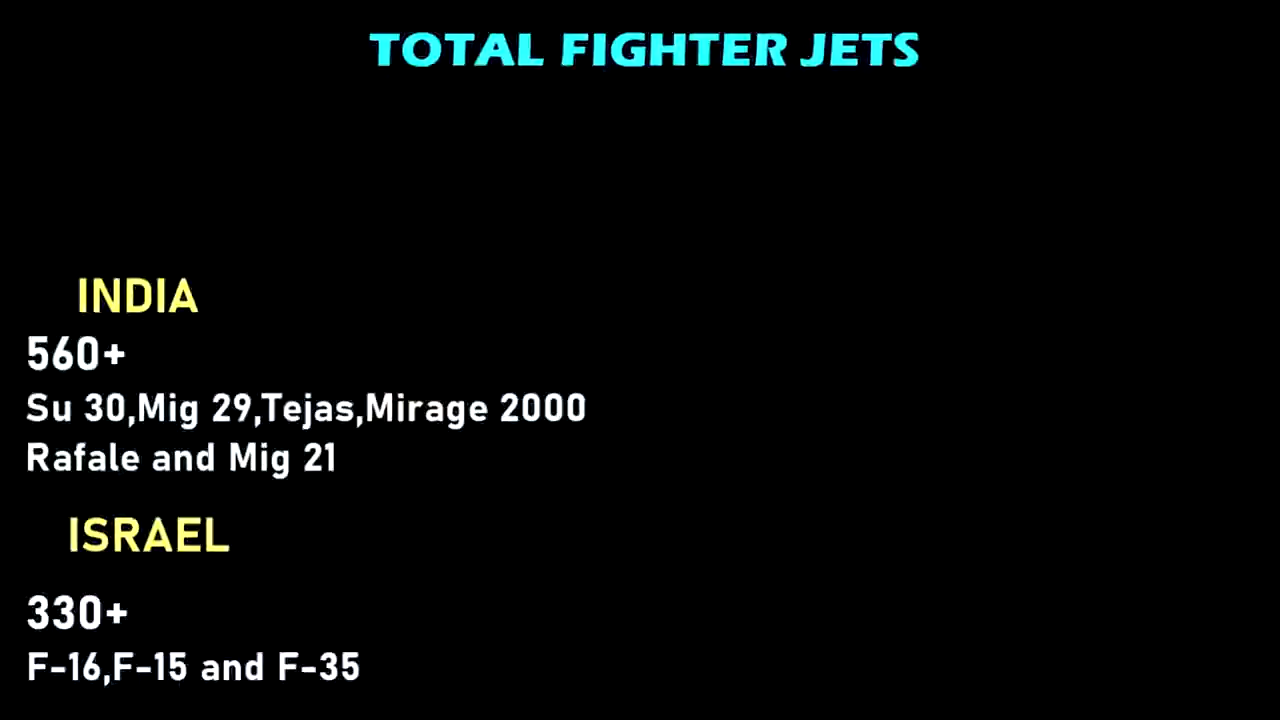 TOTAL FIGHTER JETS
INDIA
560+
Su 30,Mig 29,Tejas,Mirage 2000
Rafale and Mig 21
ISRAEL
330+
F-16,F-15 and F-35